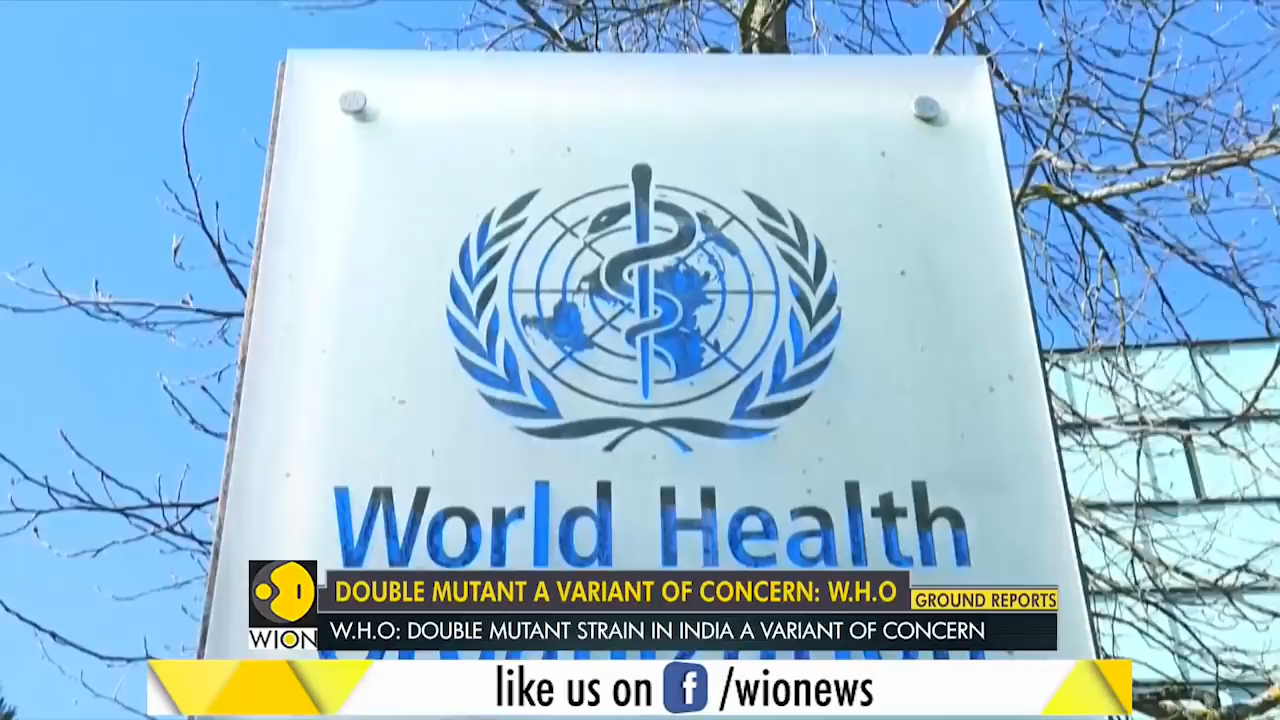 World Health
DOUBLE MUTANT A VARIANT OF CONCERN: W.H.O
GROUND REPORTS
WION
W.H.O: DOUBLE MUTANT STRAIN IN INDIA A VARIANT OF CONCERN
like us on f /wionews